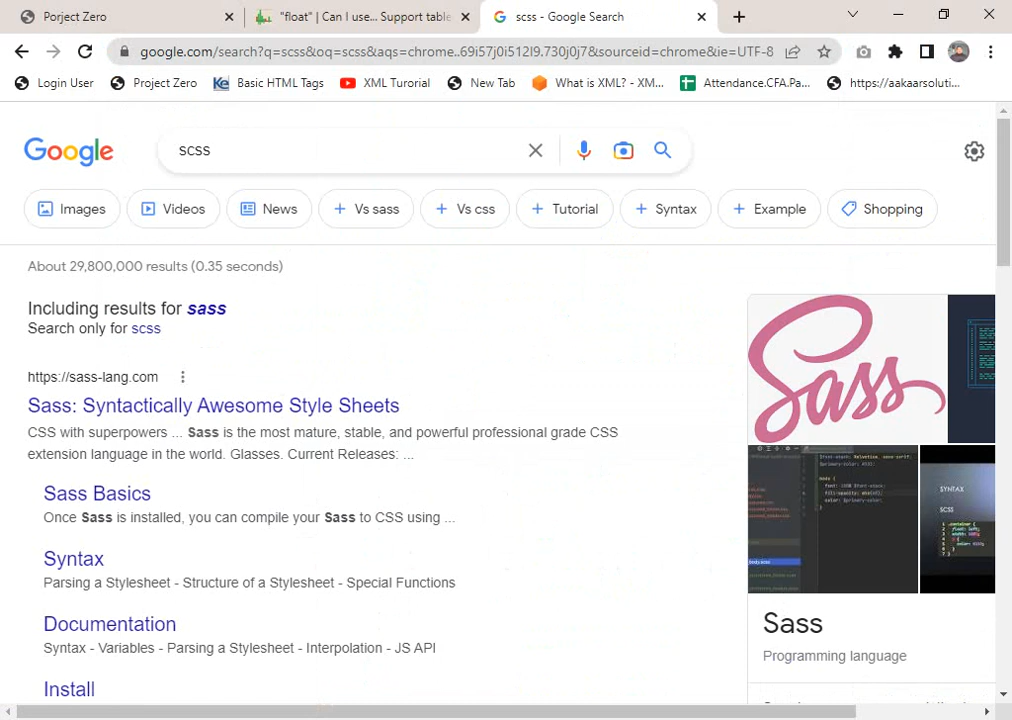 Porject Zero
"float" | Can I use... Support table
scss - Google Search
google.com/search?q=scss&oq=scss&aqs=chrome..69i57j0i512l9.730j0j7&sourceid=chrome&ie=UTF-8
Login User
Project Zero
Basic HTML Tags
XML Turorial
New Tab
What is XML? - XM...
Attendance.CFA.Pa...
https://aakaarsoluti...
Google
scss
Images
Videos
News
Vs sass
Vs css
Tutorial
Syntax
Example
Shopping
About 29,800,000 results (0.35 seconds)
Including results for sass
Search only for scss
https://sass-lang.com
Sass: Syntactically Awesome Style Sheets
CSS with superpowers ... Sass is the most mature, stable, and powerful professional grade CSS
extension language in the world. Glasses. Current Releases: ...
Sass Basics
Once Sass is installed, you can compile your Sass to CSS using ...
Syntax
Parsing a Stylesheet - Structure of a Stylesheet - Special Functions
Documentation
Syntax - Variables - Parsing a Stylesheet - Interpolation - JS API
Install
Sass
SYNTAX
SCSS
Sass
Programming language